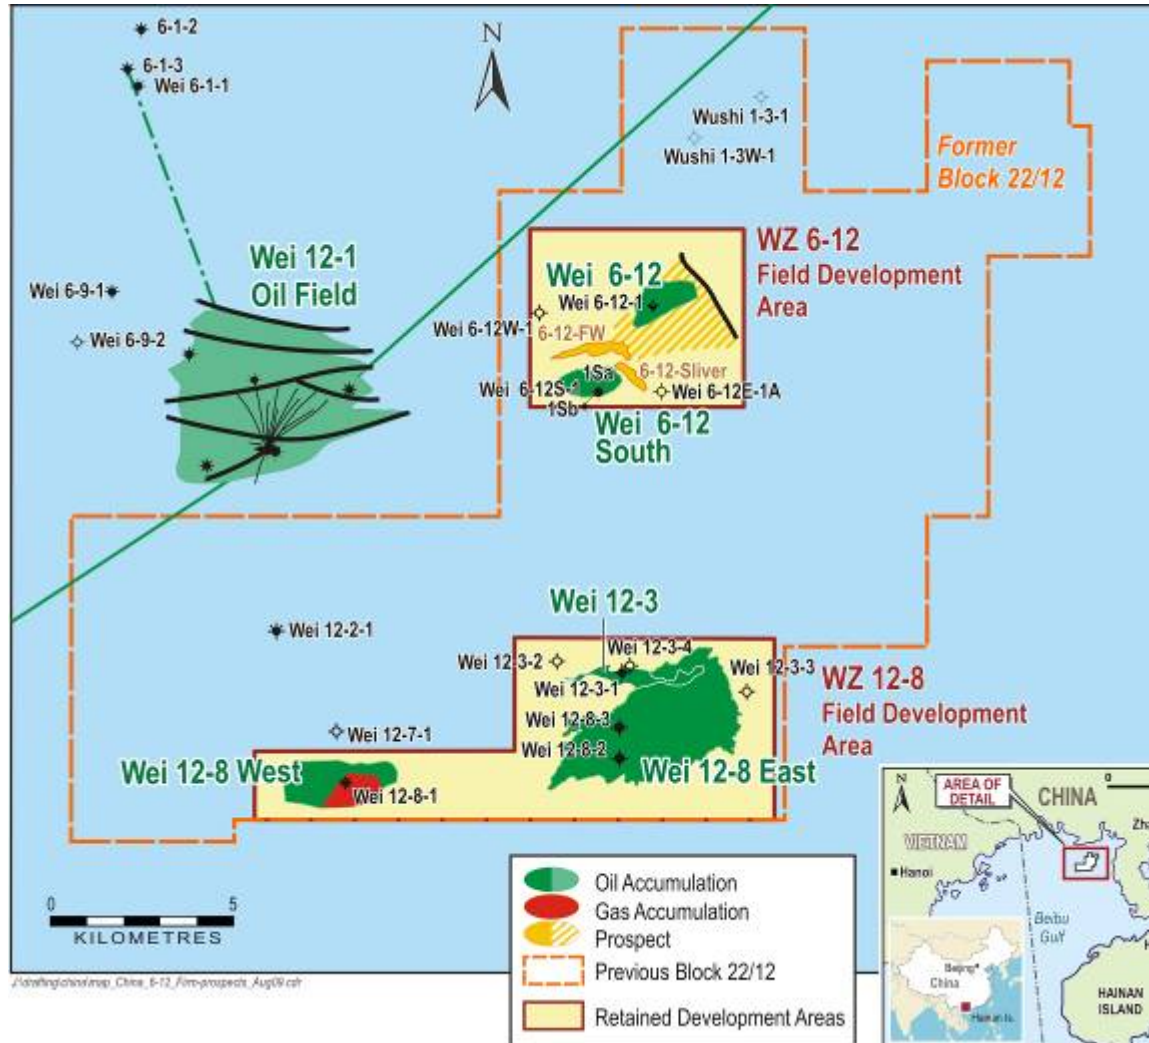 6-1-2
6-1-3
Wei 6-1-1
N
Wushi 1-3-1
Wushi 1-3W-1
Former
Block 22/12
Wei 12-1
Oil Field
WZ 6-12
Field Development
Area
Wei 6-12
Wei 6-9-1
Wei 6-12-1
Wei 6-12W-1
6-12-FW
Wei 6-9-2
1Sa
6-12-Sliver
Wei 6-12S-1
Wei 6-12E-1A
1Sb
Wei 6-12
South
Wei 12-3
Wei 12-2-1
Wei 12-3-4
Wei 12-3-2
Wei 12-3-3
Wei 12-3-1
WZ 12-8
Field Development
Area
Wei 12-8-3
Wei 12-7-1
Wei 12-8-2
Wei 12-8 West
Wei 12-8 East
Wei 12-8-1
0 5
KILOMETRES
Oil Accumulation
Gas Accumulation
Prospect
Previous Block 22/12
Retained Development Areas
N
0
AREA OF
DETAIL
CHINA
Zha
VIETNAM
Hanoi
Beibu
Gulf
Beijing
China
Hainan Is.
H
HAINAN
ISLAND